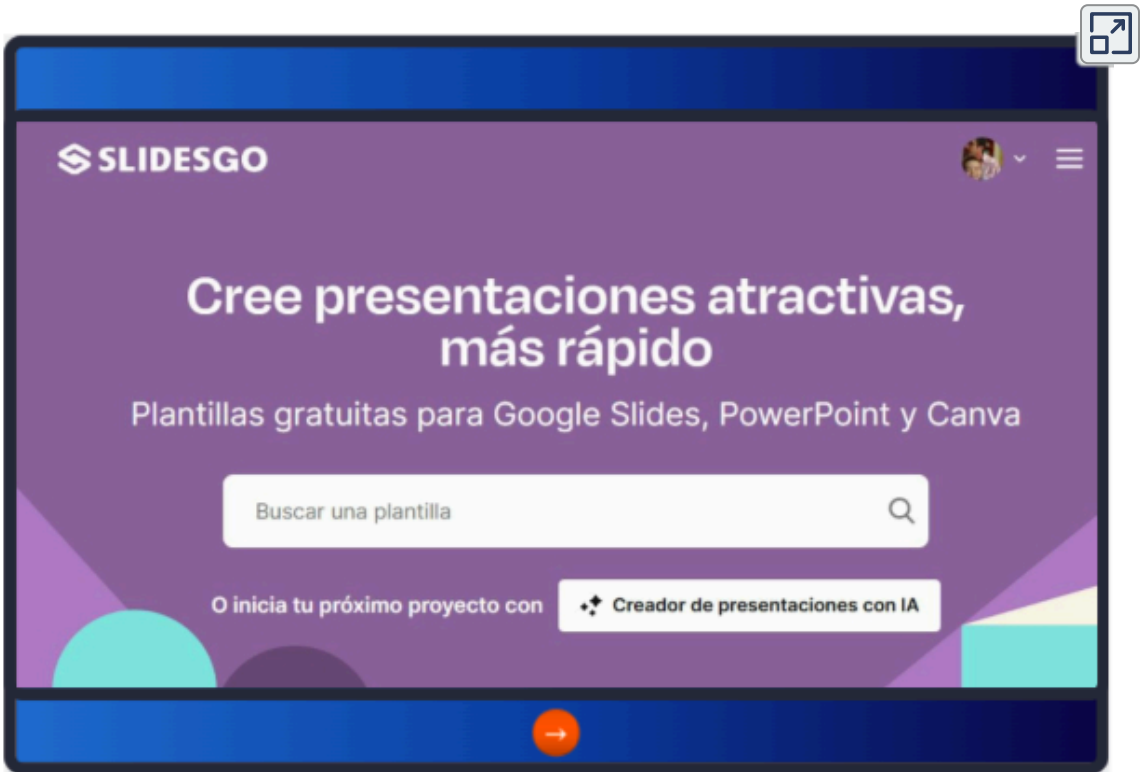 SLIDESGO
Cree presentaciones atractivas,
más rápido
Plantillas gratuitas para Google Slides, PowerPoint y Canva
Buscar una plantilla
O inicia tu próximo proyecto con
Creador de presentaciones con IA